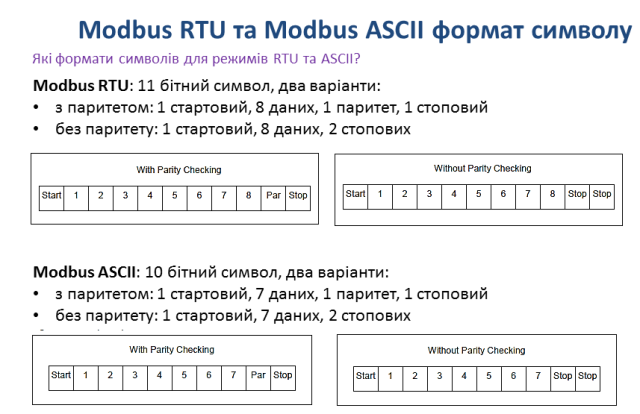 Modbus RTU та Modbus ASCII формат символу
Які формати символів для режимів RTU та ASCII?
Modbus RTU: 11 бітний символ, два варіанти:
• з паритетом: 1 стартовий, 8 даних, 1 паритет, 1 стоповий
• без паритету: 1 стартовий, 8 даних, 2 стопових
With Parity Checking
Start 1 2 3 4 5 6 7 8 Par Stop
Without Parity Checking
Start 1 2 3 4 5 6 7 8 Stop Stop
Modbus ASCII: 10 бітний символ, два варіанти:
• з паритетом: 1 стартовий, 7 даних, 1 паритет, 1 стоповий
• без паритету: 1 стартовий, 7 даних, 2 стопових
With Parity Checking
Start 1 2 3 4 5 6 7 Par Stop
Without Parity Checking
Start 1 2 3 4 5 6 7 Stop Stop